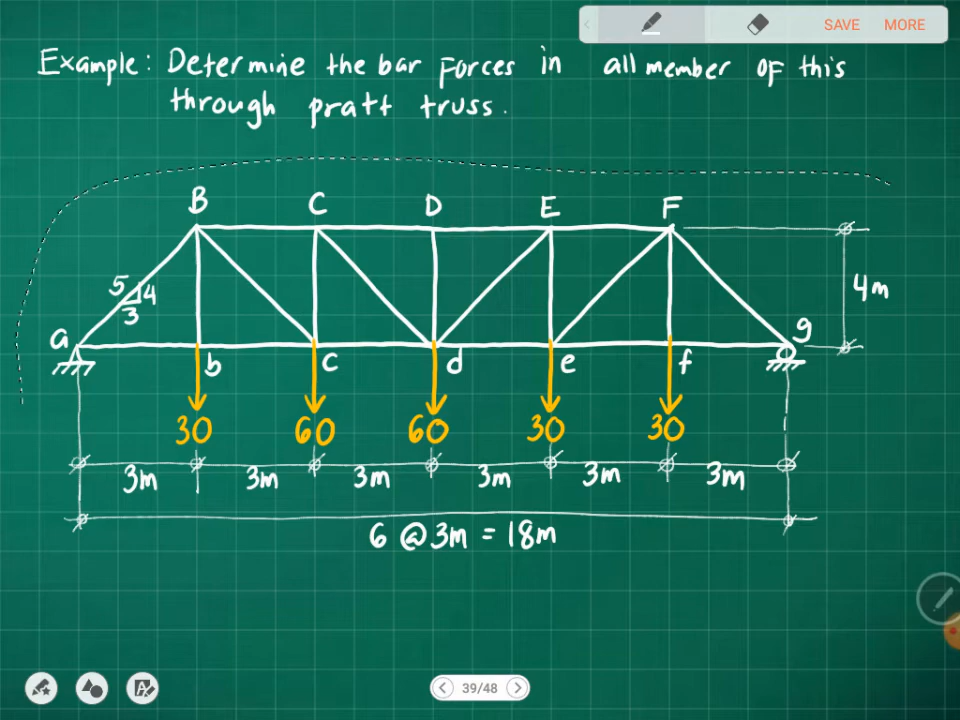 SAVE MORE
Example: Determine the bar forces in all member of this
through pratt truss.
B C D E F
5 4
3
4m
a b c d e f g
30 60 60 30 30
3m 3m 3m 3m 3m 3m
6 @3m = 18m
39/48